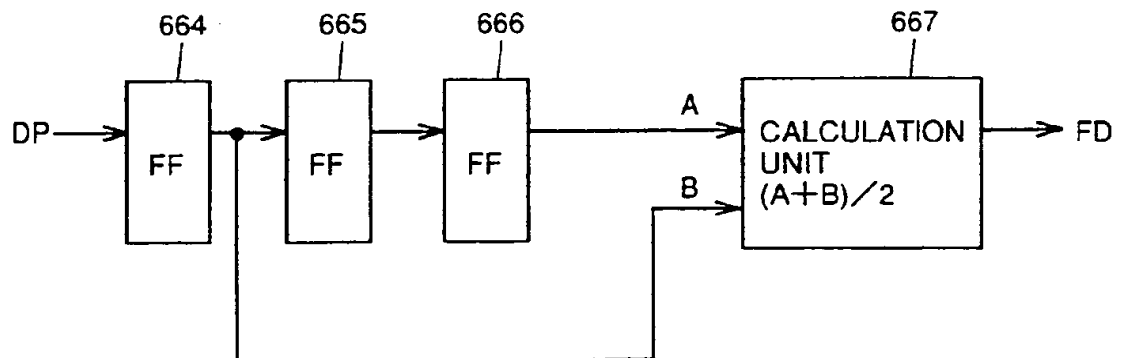 664
665
666
667
DP
FF
FF
FF
A
B
CALCULATION
UNIT
(A+B)/2
FD